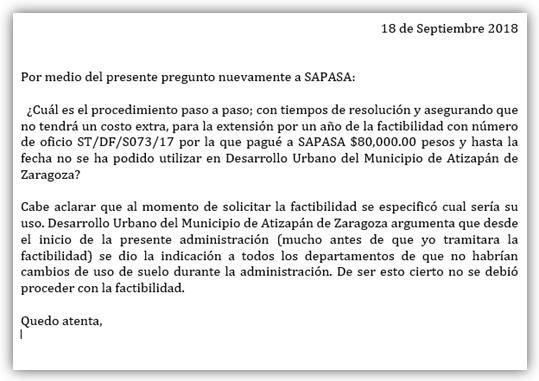 18 de Septiembre 2018
Por medio del presente pregunto nuevamente a SAPASA:
¿Cuál es el procedimiento paso a paso; con tiempos de resolución y asegurando que
no tendrá un costo extra, para la extensión por un año de la factibilidad con número
de oficio ST/DF/S073/17 por la que pagué a SAPASA $80,000.00 pesos y hasta la
fecha no se ha podido utilizar en Desarrollo Urbano del Municipio de Atizapán de
Zaragoza?
Cabe aclarar que al momento de solicitar la factibilidad se especificó cual sería su
uso. Desarrollo Urbano del Municipio de Atizapán de Zaragoza argumenta que desde
el inicio de la presente administración (mucho antes de que yo tramitara la
factibilidad) se dio la indicación a todos los departamentos de que no habrían
cambios de uso de suelo durante la administración. De ser esto cierto no se debió
proceder con la factibilidad.
Quedo atenta,